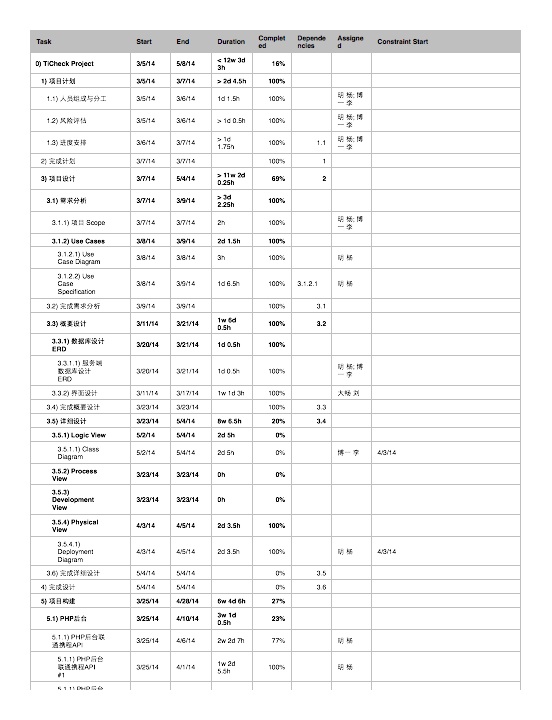 Task Start End Duration Complet ed Depende ncies Assigne d Constraint Start
0) TiCheck Project 3/5/14 5/8/14 < 12w 3d 3h 16%
1) 项目计划 3/5/14 3/7/14 > 2d 4.5h 100%
1.1) 人员组成与分工 3/5/14 3/6/14 1d 1.5h 100% 明 杨; 博一 李
1.2) 风险评估 3/5/14 3/6/14 > 1d 0.5h 100% 明 杨; 博一 李
1.3) 进度安排 3/6/14 3/7/14 > 1d 1.75h 100% 1.1 明 杨; 博一 李
2) 完成计划 3/7/14 3/7/14 100% 1
3) 项目设计 3/7/14 5/4/14 > 11w 2d 0.25h 69% 2
3.1) 需求分析 3/7/14 3/9/14 > 3d 2.25h 100%
3.1.1) 项目 Scope 3/7/14 3/7/14 2h 100% 明 杨; 博一 李
3.1.2) Use Cases 3/8/14 3/9/14 2d 1.5h 100%
3.1.2.1) Use Case Diagram 3/8/14 3/8/14 3h 100% 明 杨
3.1.2.2) Use Case Specification 3/8/14 3/9/14 1d 6.5h 100% 3.1.2.1 明 杨
3.2) 完成需求分析 3/9/14 3/9/14 100% 3.1
3.3) 概要设计 3/11/14 3/21/14 1w 6d 0.5h 100% 3.2
3.3.1) 数据库设计 ERD 3/20/14 3/21/14 1d 0.5h 100%
3.3.1.1) 服务端数据库设计 ERD 3/20/14 3/21/14 1d 0.5h 100% 明 杨; 博一 李
3.3.2) 界面设计 3/11/14 3/17/14 1w 1d 3h 100% 大杨 刘
3.4) 完成概要设计 3/23/14 3/23/14 100% 3.3
3.5) 详细设计 3/23/14 5/4/14 8w 6.5h 20% 3.4
3.5.1) Logic View 5/2/14 5/4/14 2d 5h 0%
3.5.1.1) Class Diagram 5/2/14 5/4/14 2d 5h 0% 博一 李 4/3/14
3.5.2) Process View 3/23/14 3/23/14 0h 0%
3.5.3) Development View 3/23/14 3/23/14 0h 0%
3.5.4) Physical View 4/3/14 4/5/14 2d 3.5h 100%
3.5.4.1) Deployment Diagram 4/3/14 4/5/14 2d 3.5h 100% 明 杨 4/3/14
3.6) 完成详细设计 5/4/14 5/4/14 0% 3.5
4) 完成设计 5/4/14 5/4/14 0% 3.6
5) 项目构建 3/25/14 4/28/14 6w 4d 6h 27%
5.1) PHP后台 3/25/14 4/10/14 3w 1d 0.5h 23%
5.1.1) PHP后台联通携程API 3/25/14 4/6/14 2w 2d 7h 77% 明 杨
5.1.1) PHP后台联通携程API #1 3/25/14 4/1/14 1w 2d 5.5h 100% 明 杨
5.1.1) PHP后台